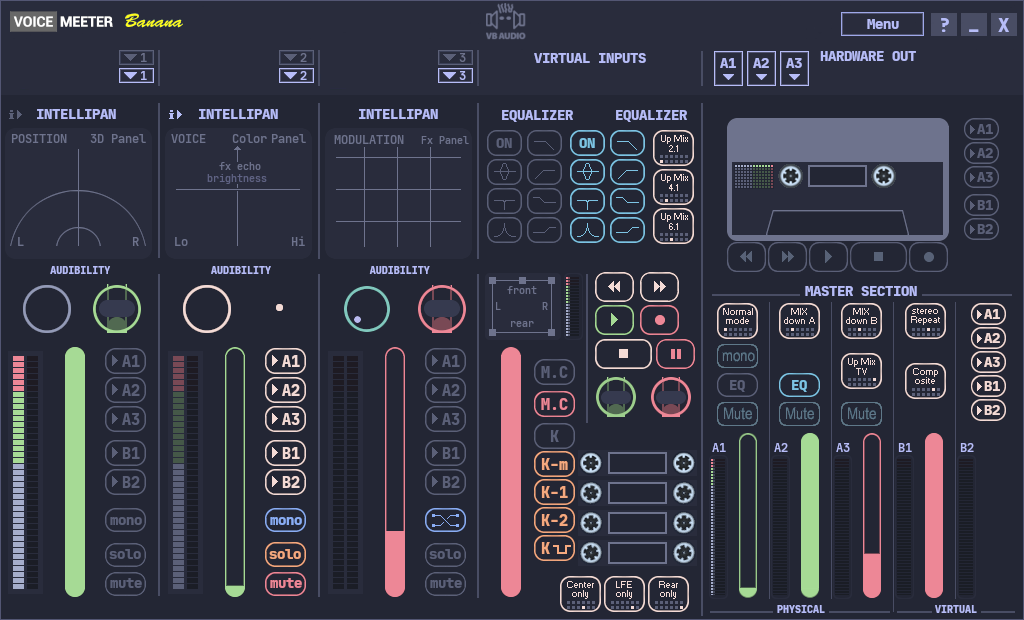 VOICE MEETER Banana
VB AUDIO
Menu ? _ X
1 2 3
1 2 3
VIRTUAL INPUTS
A1 A2 A3
HARDWARE OUT
INTELLIPAN INTELLIPAN INTELLIPAN
EQUALIZER EQUALIZER
POSITION 3D Panel
VOICE Color Panel
fx echo
brightness
MODULATION Fx Panel
L R
Lo Hi
ON ON
Up Mix
2.1
Up Mix
4.1
Up Mix
6.1
A1
A2
A3
B1
B2
AUDIBILITY AUDIBILITY AUDIBILITY
front
L R
rear
MASTER SECTION
Normal
mode
MIX
down A
MIX
down B
stereo
Repeat
A1
A2
A3
B1
B2
mono
Up Mix
TV
Comp
osite
EQ EQ
Mute Mute Mute
A1 A2 A3 B1 B2
A1
A2
A3
B1
B2
mono
solo
mute
A1
A2
A3
B1
B2
mono
solo
mute
A1
A2
A3
B1
B2
solo
mute
M.C
M.C
K
K-m
K-1
K-2
K
Center
only
LFE
only
Rear
only
PHYSICAL VIRTUAL